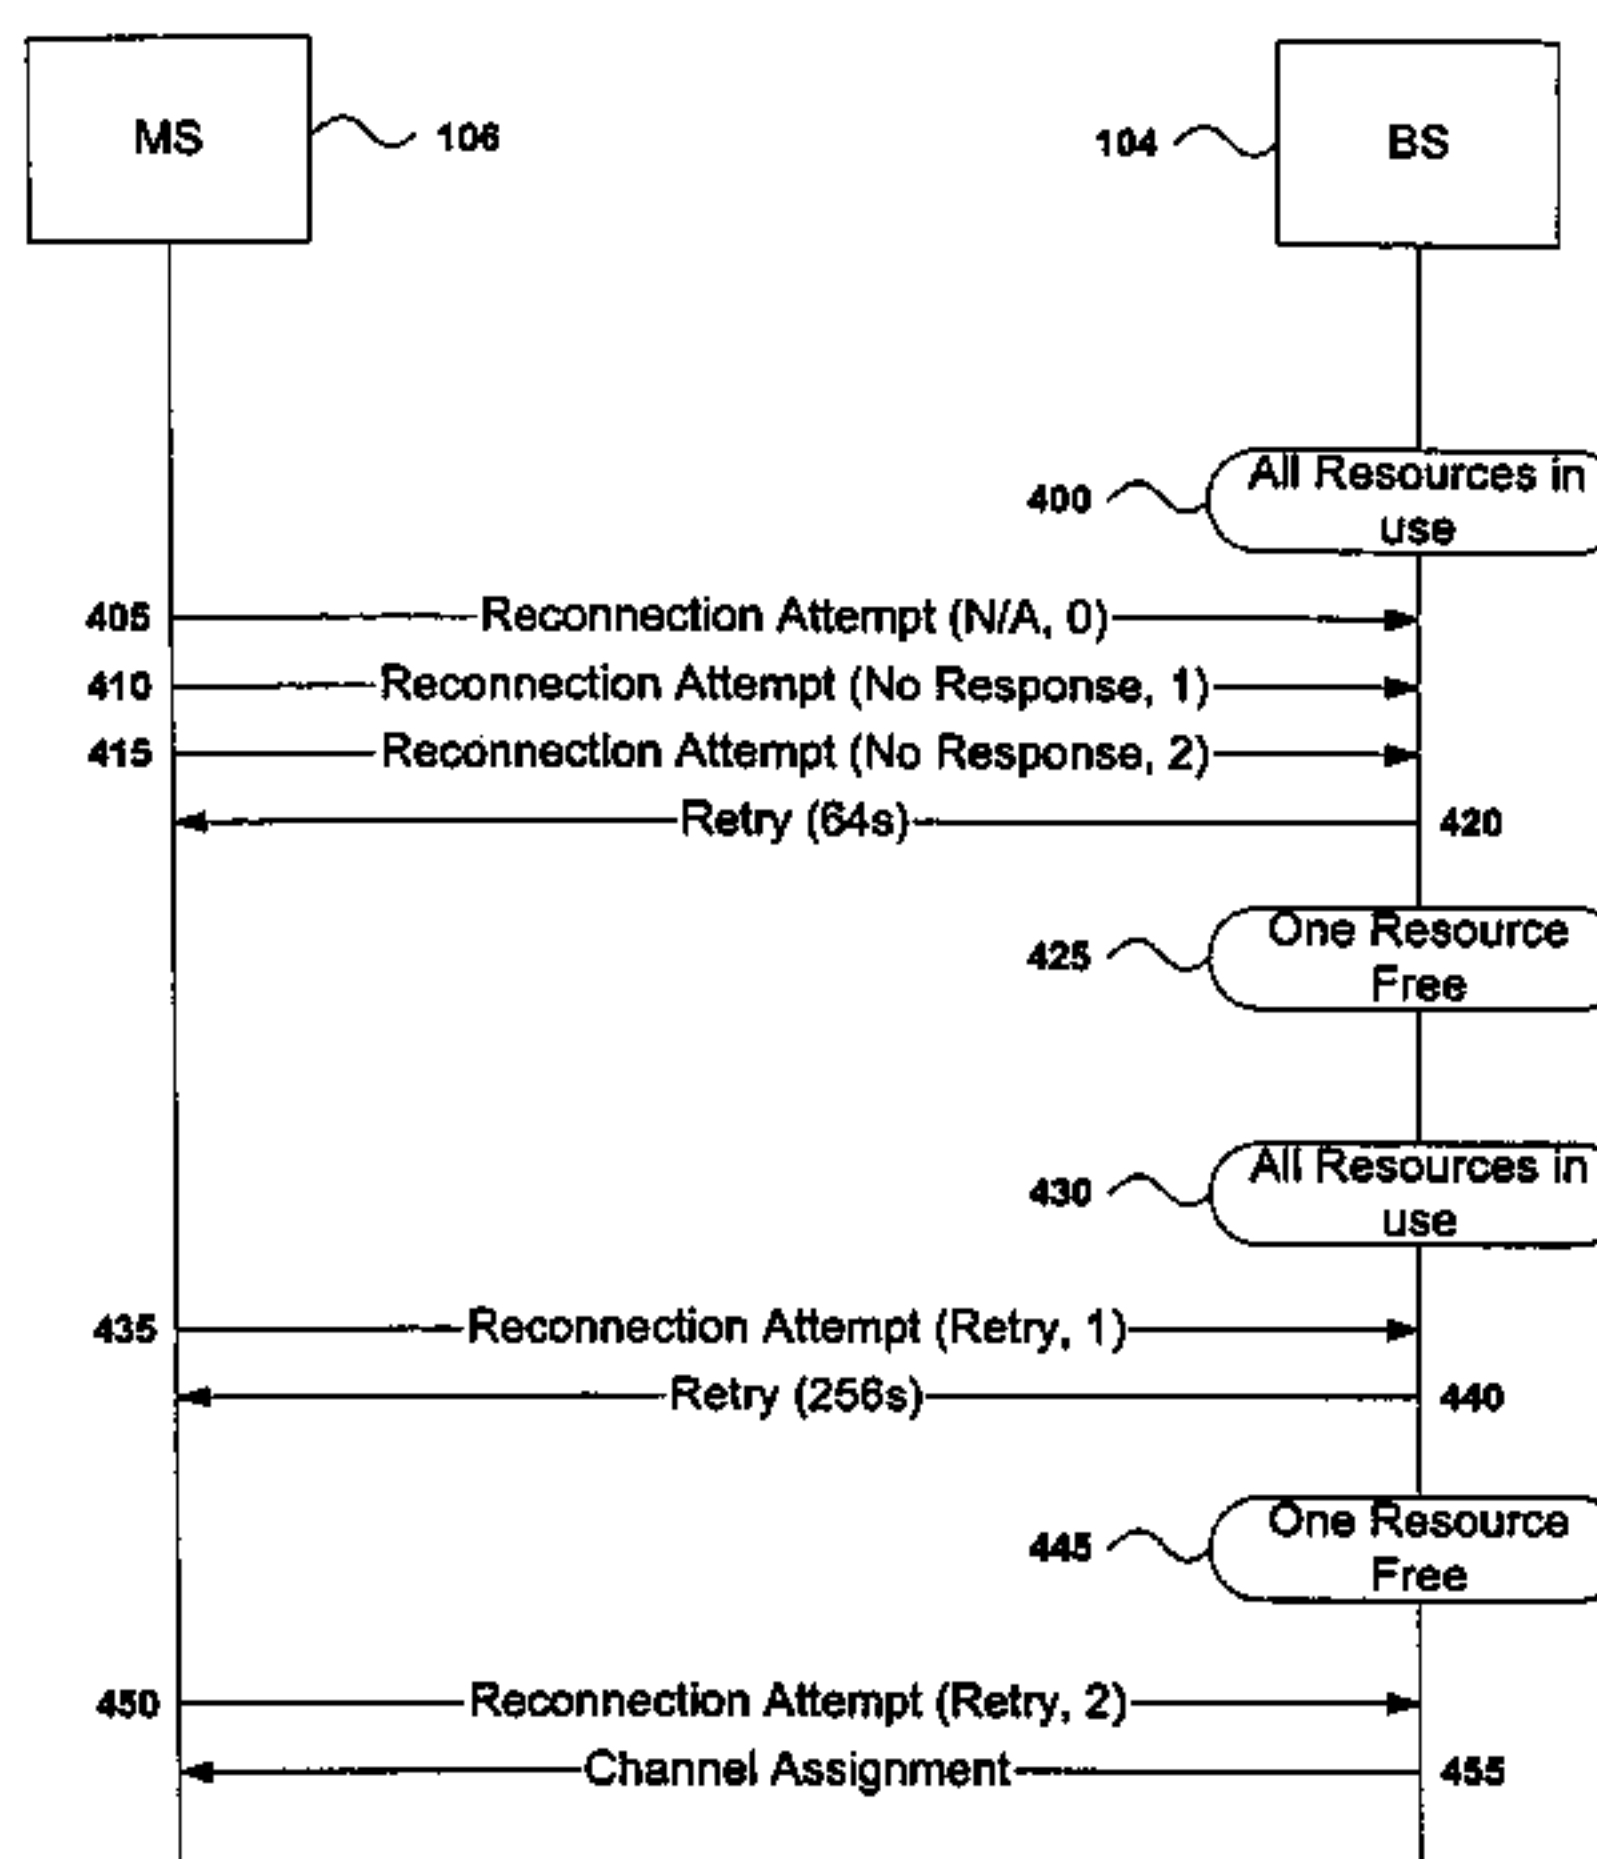 MS
106
104
BS
400
All Resources in
use
405
Reconnection Attempt (N/A, 0)
410
Reconnection Attempt (No Response, 1)
415
Reconnection Attempt (No Response, 2)
Retry (64s)
420
425
One Resource
Free
430
All Resources in
use
435
Reconnection Attempt (Retry, 1)
Retry (256s)
440
445
One Resource
Free
450
Reconnection Attempt (Retry, 2)
Channel Assignment
455